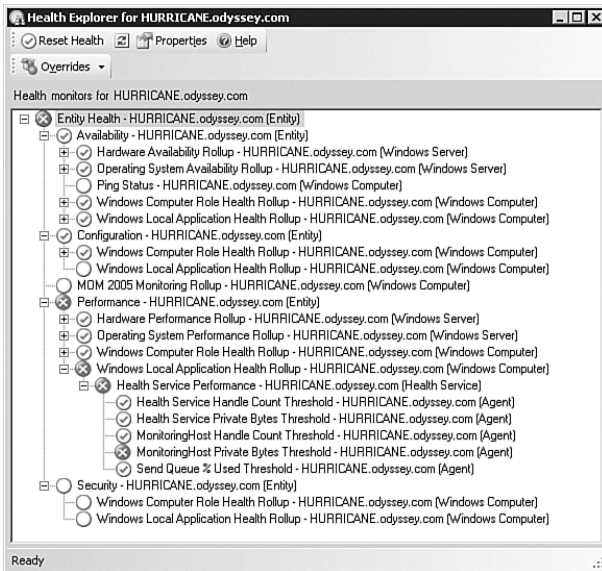 Health Explorer for HURRICANE.odyssey.com
Reset Health Properties Help
Overrides
Health monitors for HURRICANE.odyssey.com
Entity Health - HURRICANE.odyssey.com (Entity)
Availability - HURRICANE.odyssey.com (Entity)
Hardware Availability Rollup - HURRICANE.odyssey.com (Windows Server)
Operating System Availability Rollup - HURRICANE.odyssey.com (Windows Server)
Ping Status - HURRICANE.odyssey.com (Windows Computer)
Windows Computer Role Health Rollup - HURRICANE.odyssey.com (Windows Computer)
Windows Local Application Health Rollup - HURRICANE.odyssey.com (Windows Computer)
Configuration - HURRICANE.odyssey.com (Entity)
Windows Computer Role Health Rollup - HURRICANE.odyssey.com (Windows Computer)
Windows Local Application Health Rollup - HURRICANE.odyssey.com (Windows Computer)
MOM 2005 Monitoring Rollup - HURRICANE.odyssey.com (Windows Computer)
Performance - HURRICANE.odyssey.com (Entity)
Hardware Performance Rollup - HURRICANE.odyssey.com (Windows Server)
Operating System Performance Rollup - HURRICANE.odyssey.com (Windows Server)
Windows Computer Role Health Rollup - HURRICANE.odyssey.com (Windows Computer)
Windows Local Application Health Rollup - HURRICANE.odyssey.com (Windows Computer)
Health Service Performance - HURRICANE.odyssey.com (Health Service)
Health Service Handle Count Threshold - HURRICANE.odyssey.com (Agent)
Health Service Private Bytes Threshold - HURRICANE.odyssey.com (Agent)
MonitoringHost Handle Count Threshold - HURRICANE.odyssey.com (Agent)
MonitoringHost Private Bytes Threshold - HURRICANE.odyssey.com (Agent)
Send Queue % Used Threshold - HURRICANE.odyssey.com (Agent)
Security - HURRICANE.odyssey.com (Entity)
Windows Computer Role Health Rollup - HURRICANE.odyssey.com (Windows Computer)
Windows Local Application Health Rollup - HURRICANE.odyssey.com (Windows Computer)
Ready